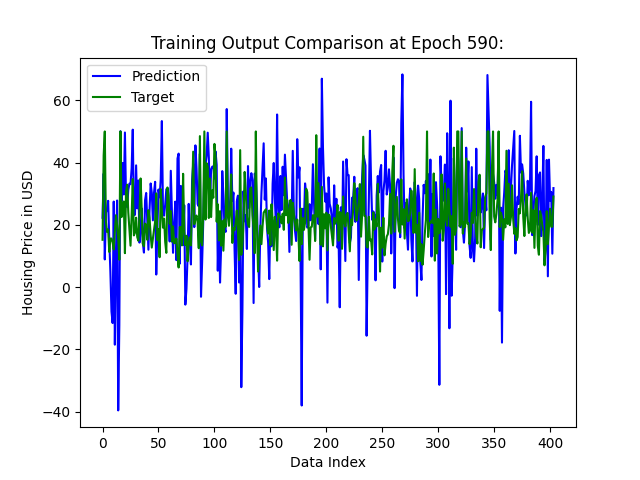 Training Output Comparison at Epoch 590:
Prediction
Target
Housing Price in USD
60
40
20
0
−20
−40
0 50 100 150 200 250 300 350 400
Data Index